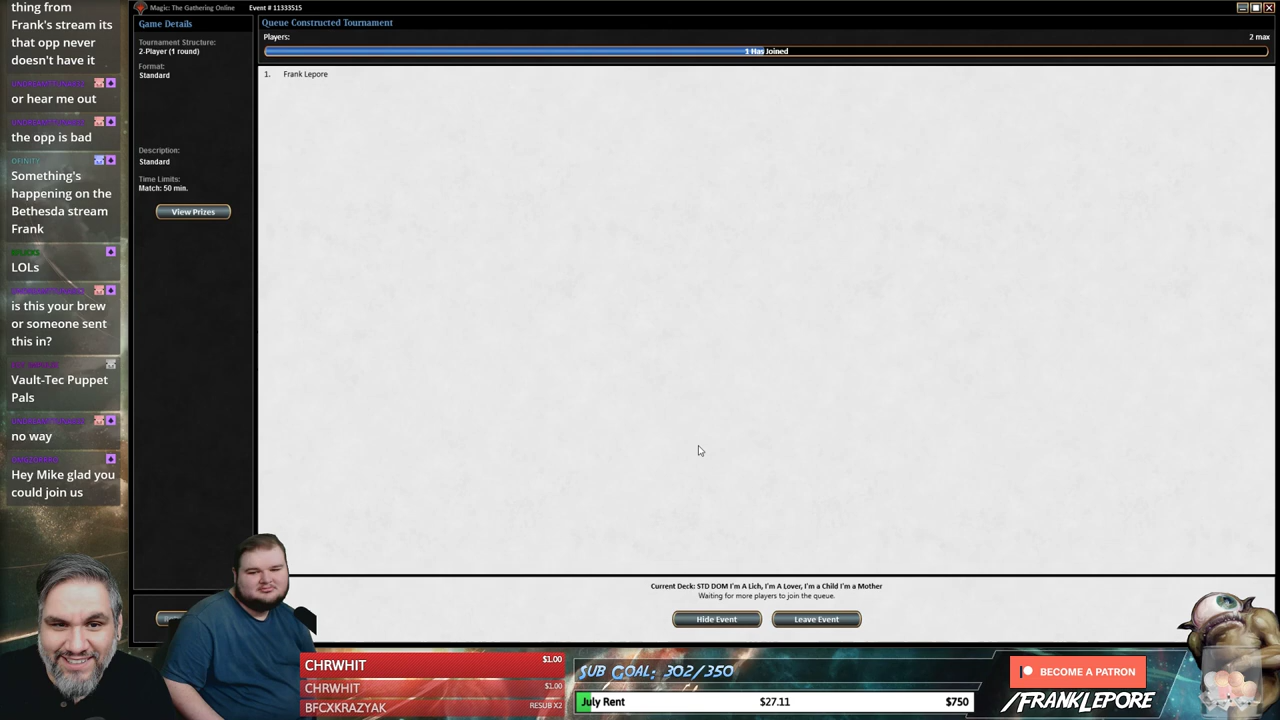 thing from
Frank's stream its
that opp never
doesn't have it
or hear me out
the opp is bad
OFINITY
Something's
happening on the
Bethesda stream
Frank
LOLs
is this your brew
or someone sent
this in?
Vault-Tec Puppet
Pals
no way
Hey Mike glad you
could join us
Magic: The Gathering Online Event # 11333515
Game Details
Tournament Structure:
2-Player (1 round)
Format:
Standard
Description:
Standard
Time Limits:
Match: 50 min.
View Prizes
Queue Constructed Tournament
Players: 2 max
1 Has Joined
1. Frank Lepore
Current Deck: STD DOM I'm A Lich, I'm A Lover, I'm a Child I'm a Mother
Waiting for more players to join the queue.
Hide Event Leave Event
CHRWHIT $1.00
CHRWHIT $1.00
BFCXKRAZYAK RESUB X2
SUB GOAL: 302/350
July Rent $27.11 $750
BECOME A PATRON
/FRANKLEPORE